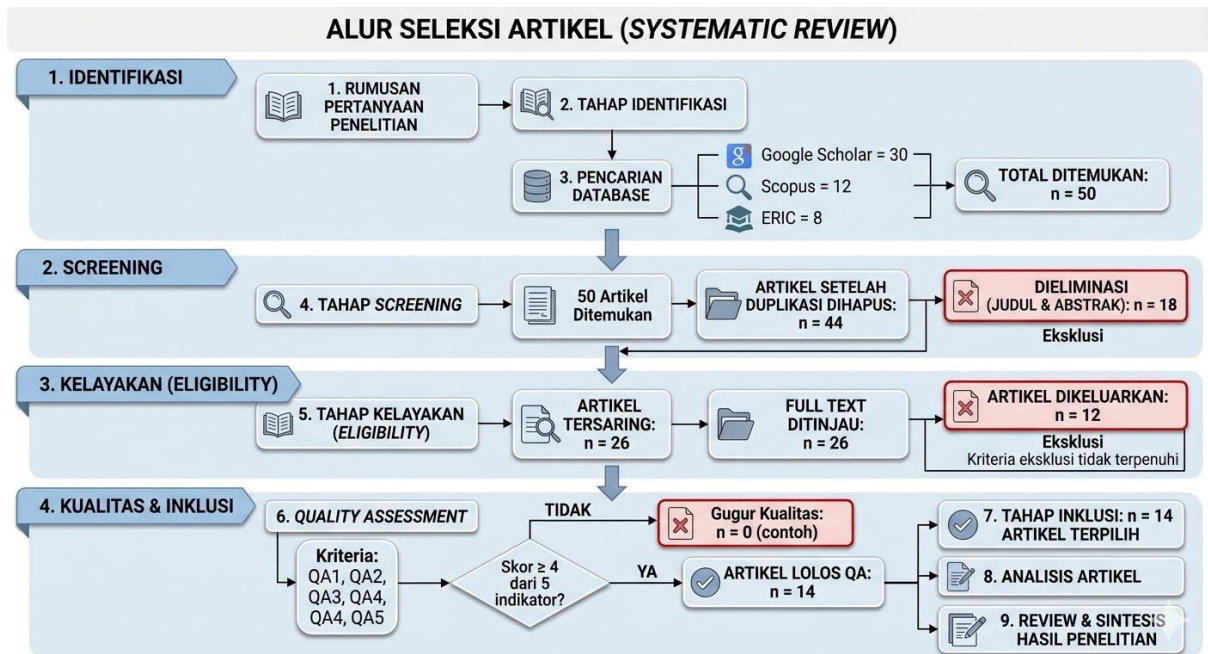 ALUR SELEKSI ARTIKEL (SYSTEMATIC REVIEW)
1. IDENTIFIKASI
1. RUMUSAN
PERTANYAAN
PENELITIAN
2. TAHAP IDENTIFIKASI
3. PENCARIAN
DATABASE
g
Google Scholar = 30
Scopus = 12
ERIC = 8
TOTAL DITEMUKAN:
n = 50
2. SCREENING
4. TAHAP SCREENING
50 Artikel
Ditemukan
ARTIKEL SETELAH
DUPLIKASI DIHAPUS:
n = 44
DIELIMINASI
(JUDUL & ABSTRAK): n = 18
Eksklusi
3. KELAYAKAN (ELIGIBILITY)
5. TAHAP KELAYAKAN
(ELIGIBILITY)
ARTIKEL
TERSARING:
n = 26
FULL TEXT
DITINJAU:
n = 26
ARTIKEL DIKELUARKAN:
n = 12
Eksklusi
Kriteria eksklusi tidak terpenuhi
4. KUALITAS & INKLUSI
6. QUALITY ASSESSMENT
Kriteria:
QA1, QA2,
QA3, QA4,
QA4, QA5
Skor ≥ 4
dari 5
indikator?
TIDAK
Gugur Kualitas:
n = 0 (contoh)
YA
ARTIKEL LOLOS QA:
n = 14
7. TAHAP INKLUSI: n = 14
ARTIKEL TERPILIH
8. ANALISIS ARTIKEL
9. REVIEW & SINTESIS
HASIL PENELITIAN